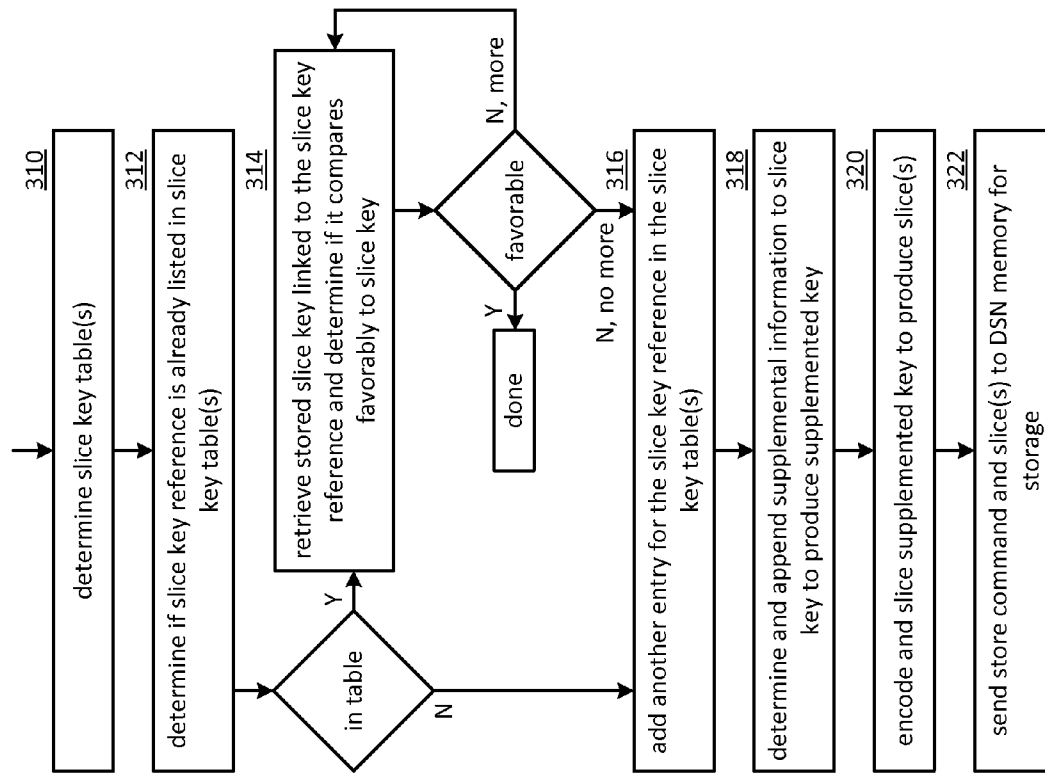 310
determine slice key table(s)
312
determine if slice key reference is already listed in slice
key table(s)
in table
Y
N
314
retrieve stored slice key linked to the slice key
reference and determine if it compares
favorably to slice key
favorable
N, more
Y
done
N, no more
316
add another entry for the slice key reference in the slice
key table(s)
318
determine and append supplemental information to slice
key to produce supplemented key
320
encode and slice supplemented key to produce slice(s)
322
send store command and slice(s) to DSN memory for
storage